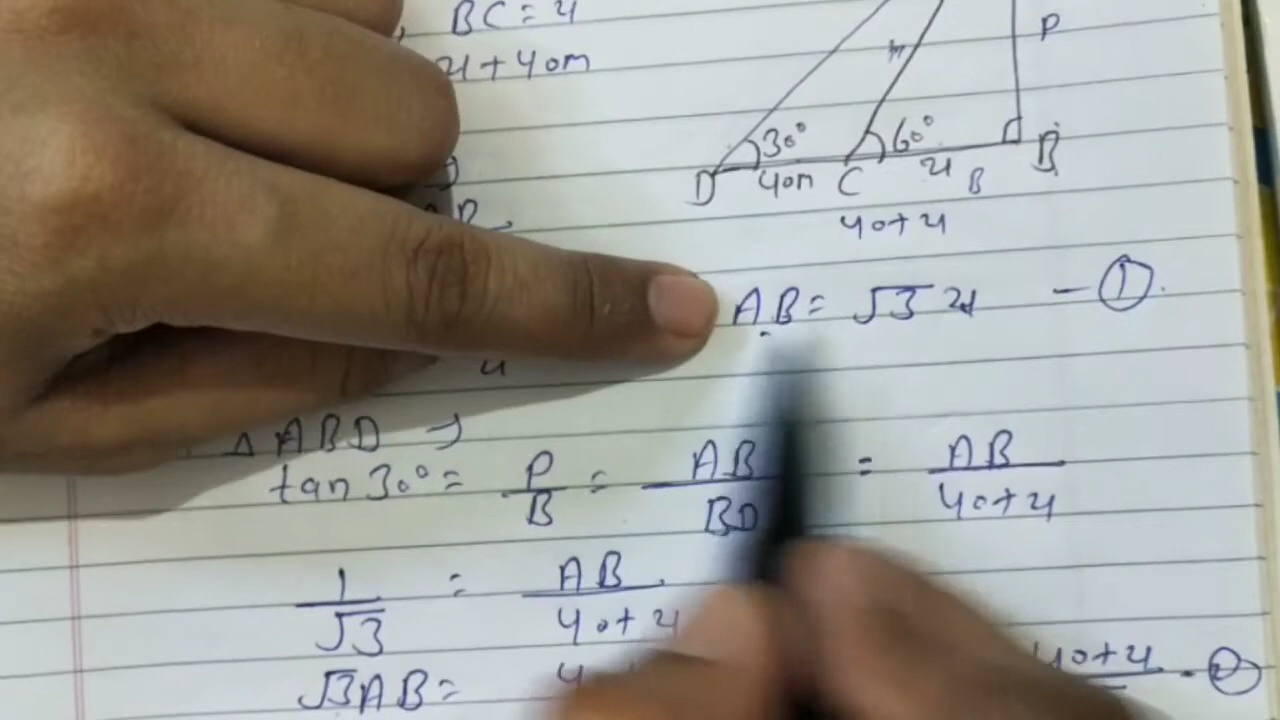 , BC = x
x + 40m
P
30° 60°
D 40m C x B B
40+x
AB = √3 x — ①.
x
Δ ABD →
tan 30° = P/B = AB/BD = AB/40+x
1/√3 = AB/40+x
√3AB =
40+x — ②